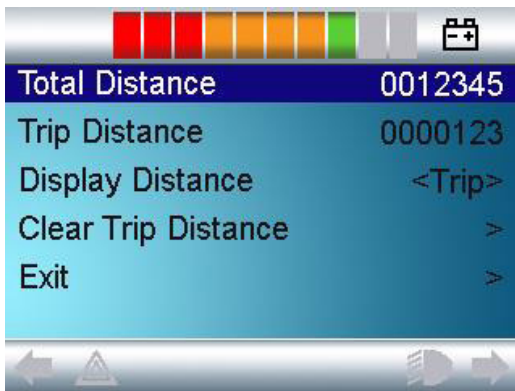 Total Distance 0012345
Trip Distance 0000123
Display Distance <Trip>
Clear Trip Distance >
Exit >